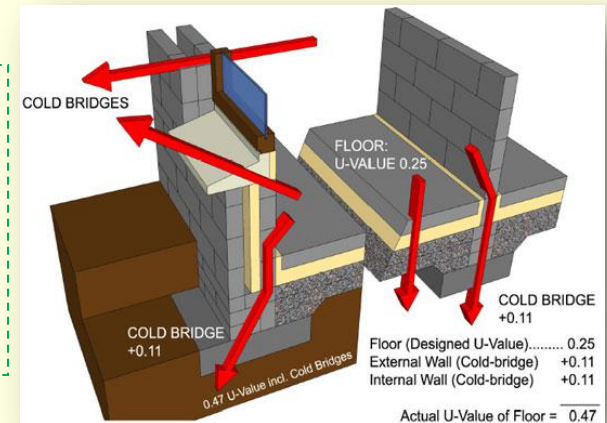 COLD BRIDGES
FLOOR:
U-VALUE 0.25
COLD BRIDGE
+0.11
0.47 U-Value incl. Cold Bridges
COLD BRIDGE
+0.11
Floor (Designed U-Value)......... 0.25
External Wall (Cold-bridge) +0.11
Internal Wall (Cold-bridge) +0.11
Actual U-Value of Floor = 0.47